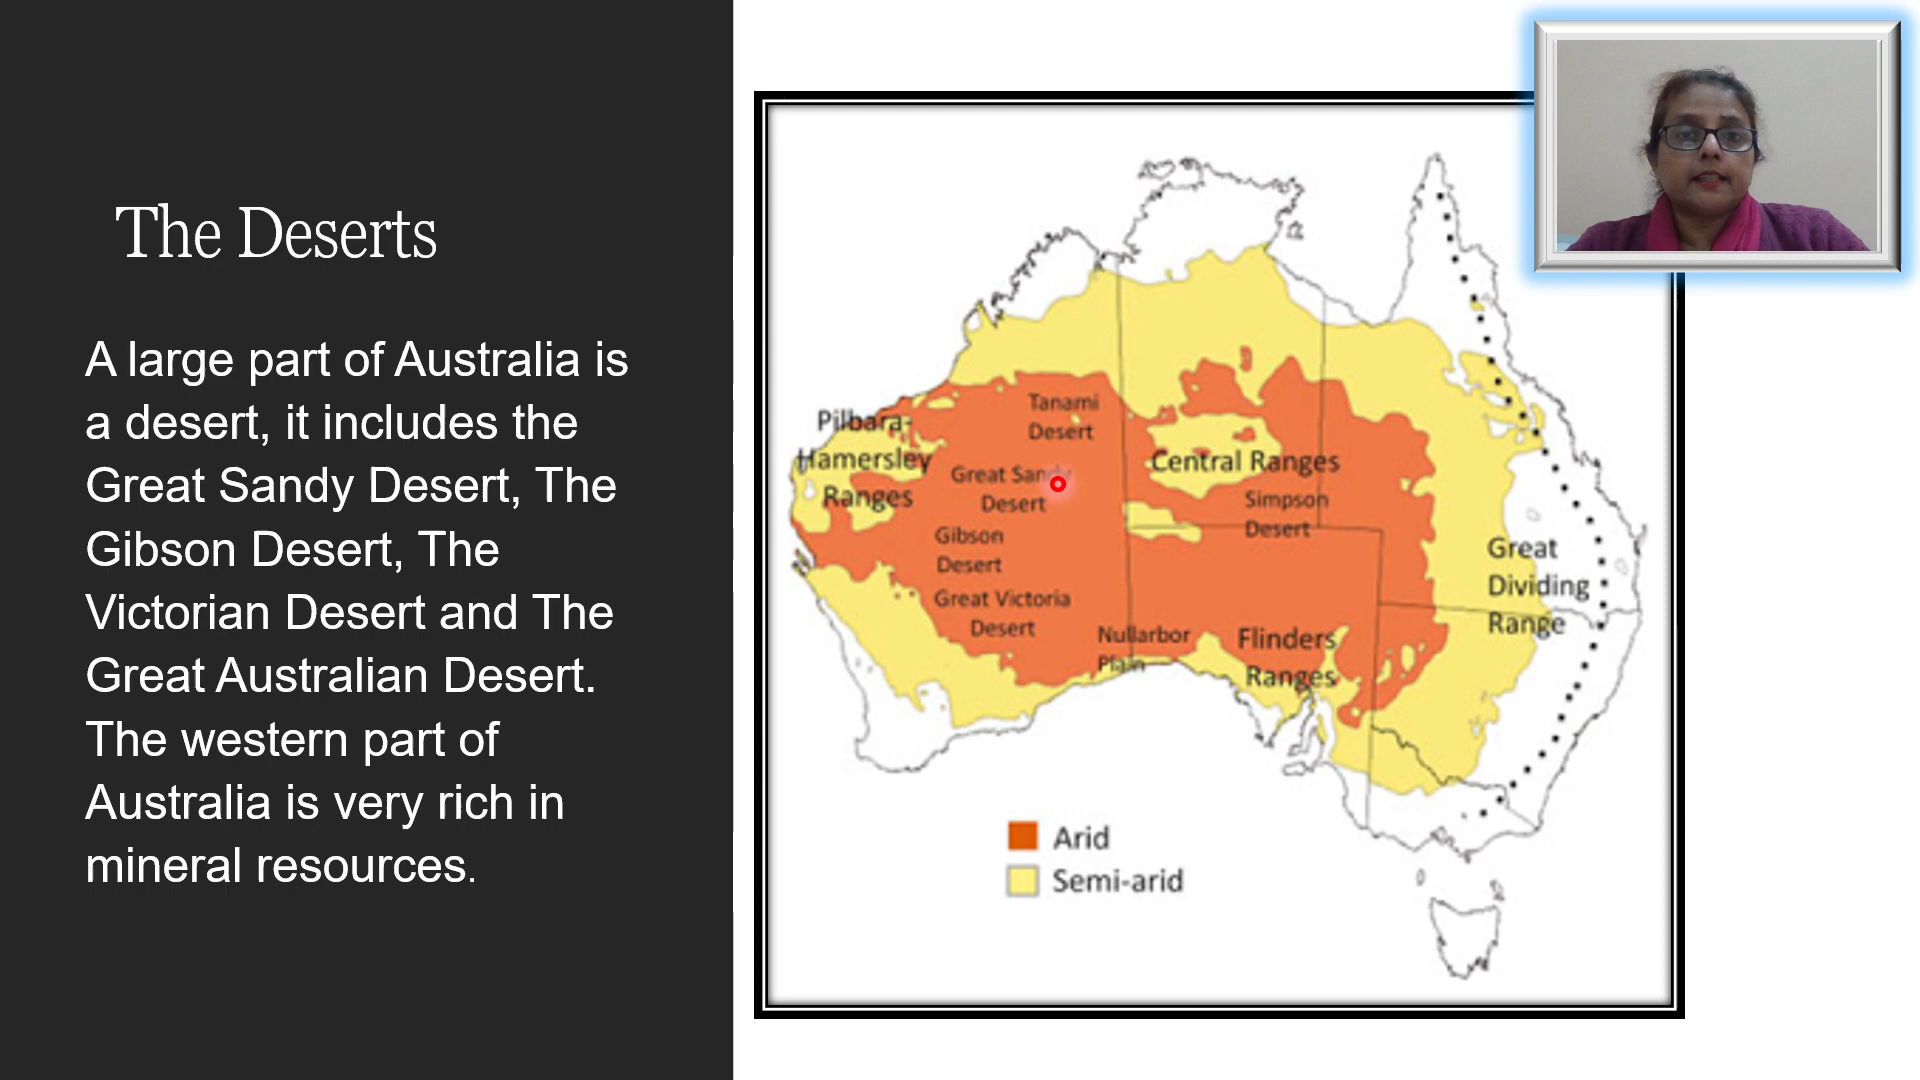 The Deserts
A large part of Australia is
a desert, it includes the
Great Sandy Desert, The
Gibson Desert, The
Victorian Desert and The
Great Australian Desert.
The western part of
Australia is very rich in
mineral resources.
Pilbara-
Hamersley
Ranges
Tanami
Desert
Great Sandy
Desert
Gibson
Desert
Great Victoria
Desert
Nullarbor
Plain
Central Ranges
Simpson
Desert
Flinders
Ranges
Great
Dividing
Range
Arid
Semi-arid